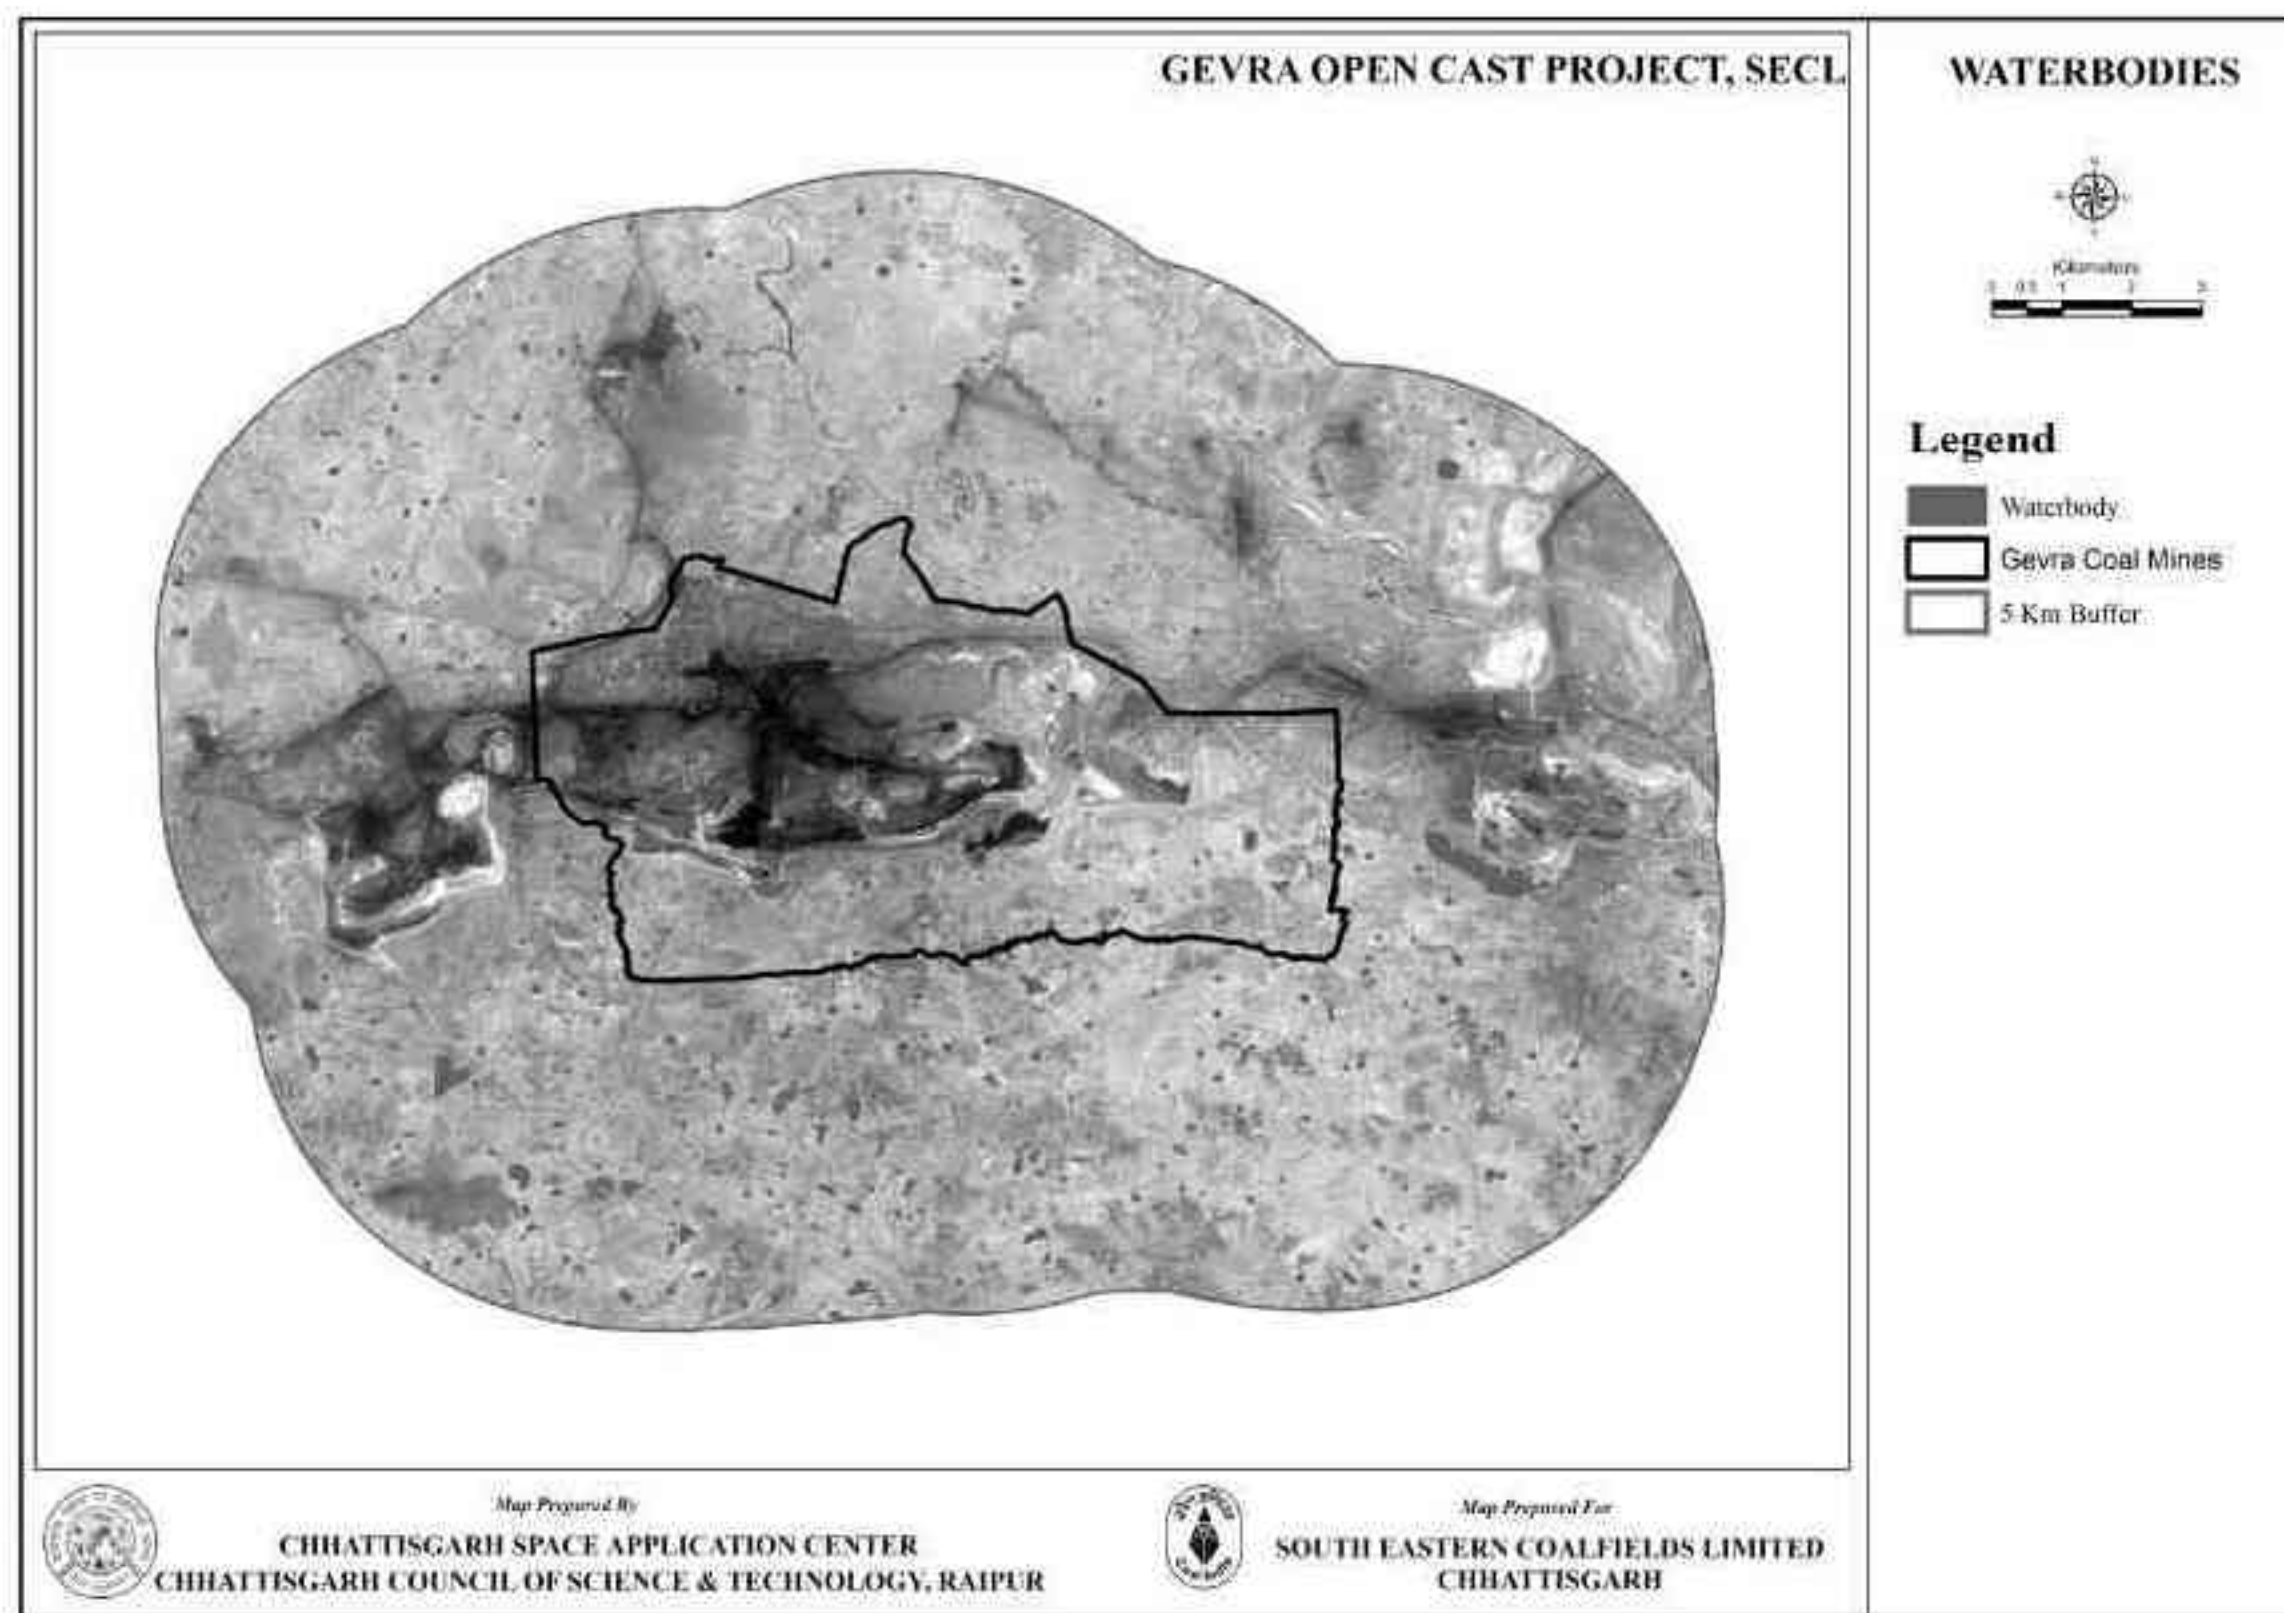 GEVRA OPEN CAST PROJECT, SECL
WATERBODIES
Kilometers
Legend
Waterbody
Gevra Coal Mines
5 Km Buffer
Map Prepared By
CHHATTISGARH SPACE APPLICATION CENTER
CHHATTISGARH COUNCIL OF SCIENCE & TECHNOLOGY, RAIPUR
Map Prepared For
SOUTH EASTERN COALFIELDS LIMITED
CHHATTISGARH